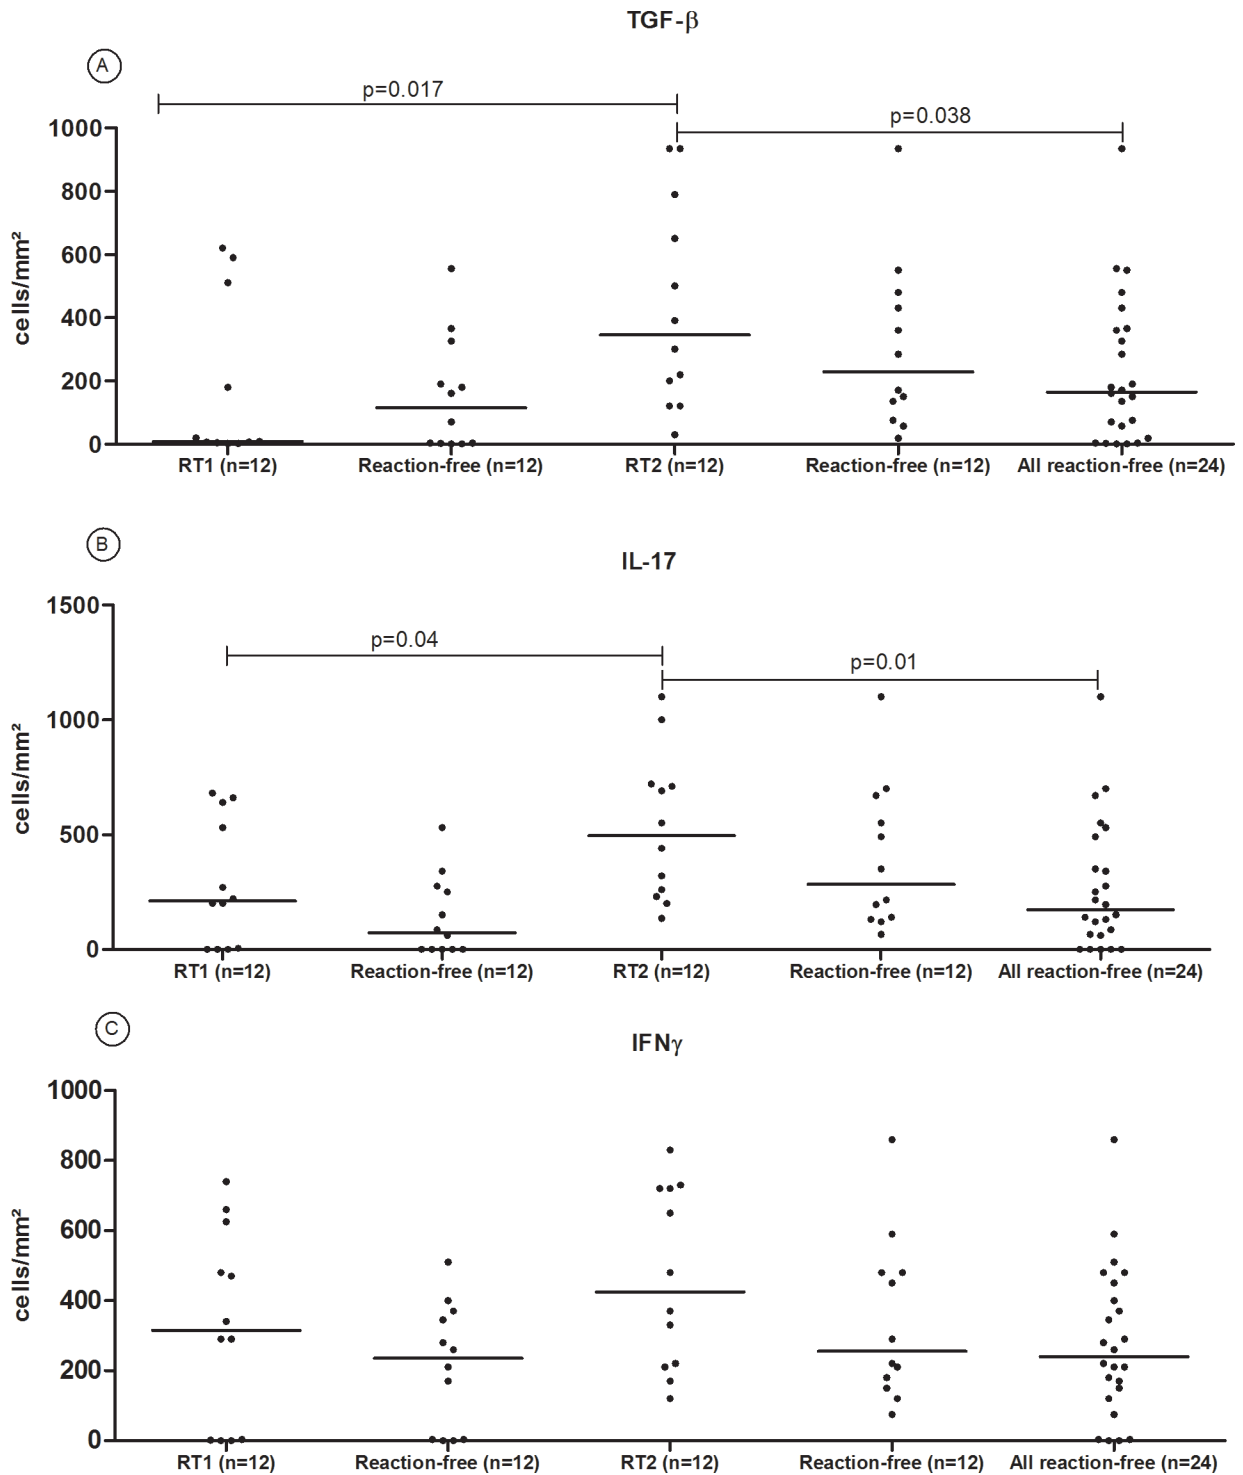 TGF-β
A
p=0.017
p=0.038
1000
800
600
400
200
0
cells/mm²
RT1 (n=12) Reaction-free (n=12) RT2 (n=12) Reaction-free (n=12) All reaction-free (n=24)
B
IL-17
1500
1000
500
0
cells/mm²
p=0.04
p=0.01
RT1 (n=12) Reaction-free (n=12) RT2 (n=12) Reaction-free (n=12) All reaction-free (n=24)
C
IFNγ
1000
800
600
400
200
0
cells/mm²
RT1 (n=12) Reaction-free (n=12) RT2 (n=12) Reaction-free (n=12) All reaction-free (n=24)